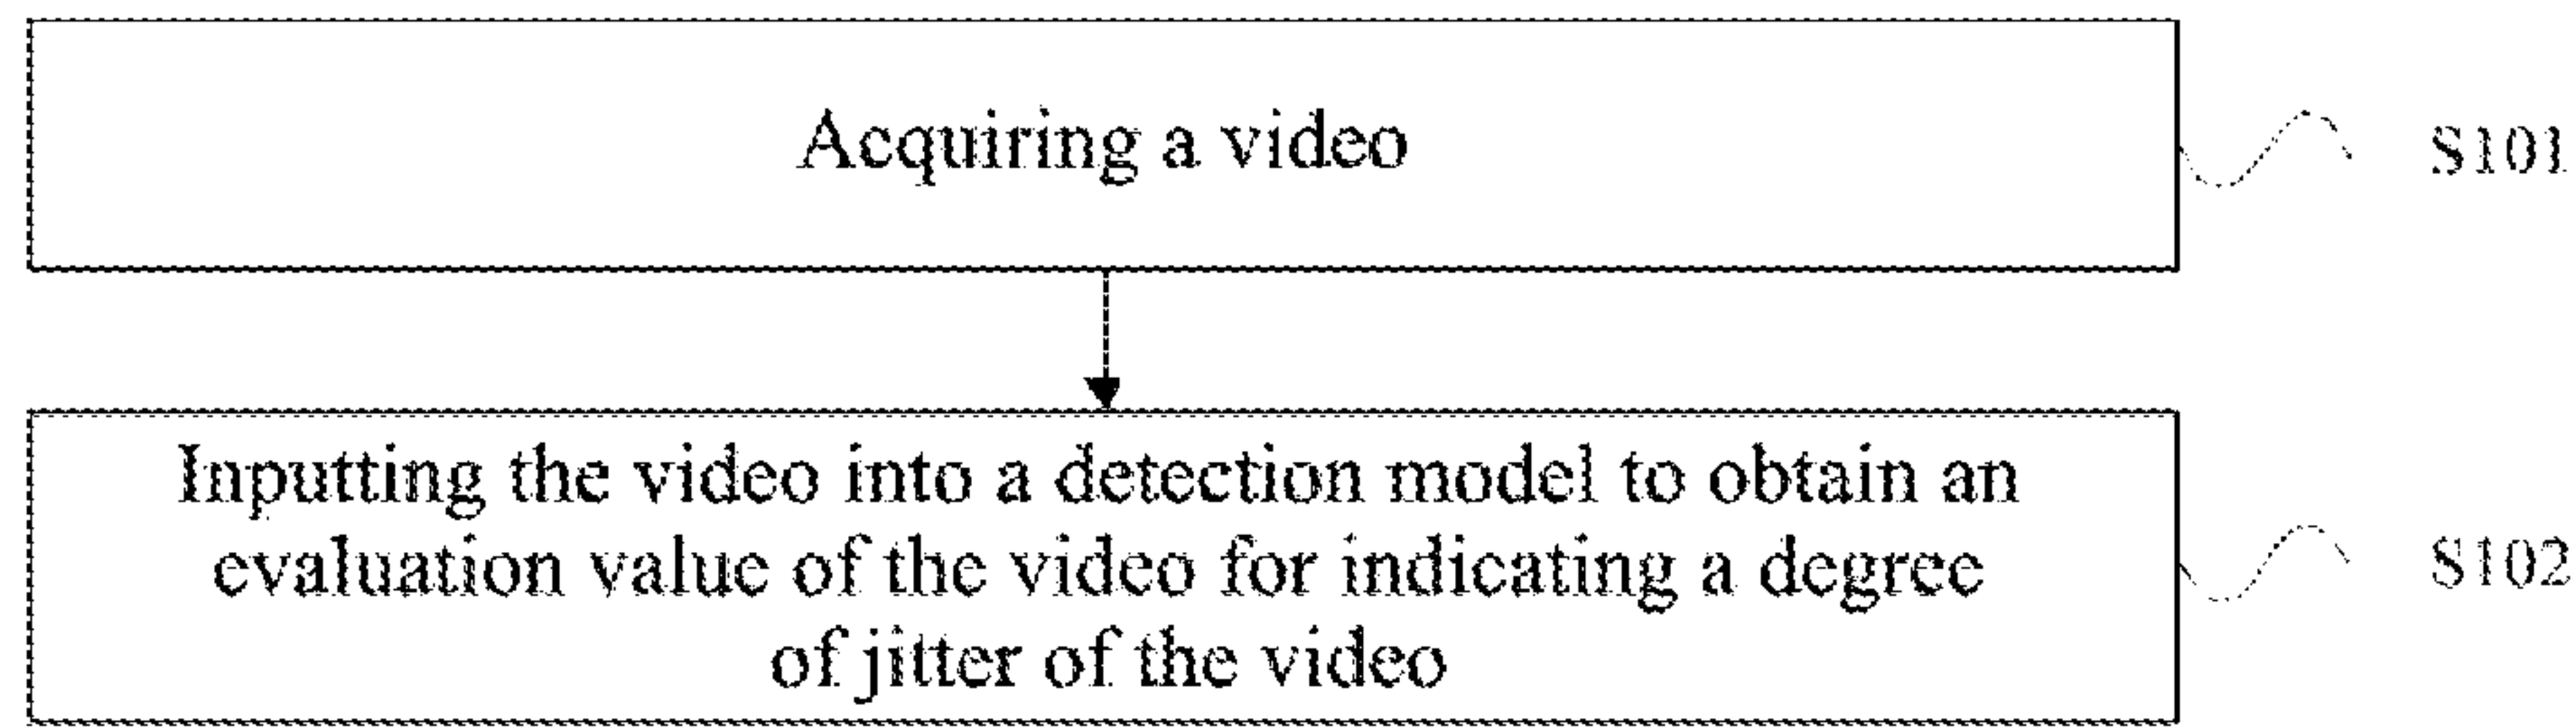 Acquiring a video
S101
Inputting the video into a detection model to obtain an
evaluation value of the video for indicating a degree
of jitter of the video
S102